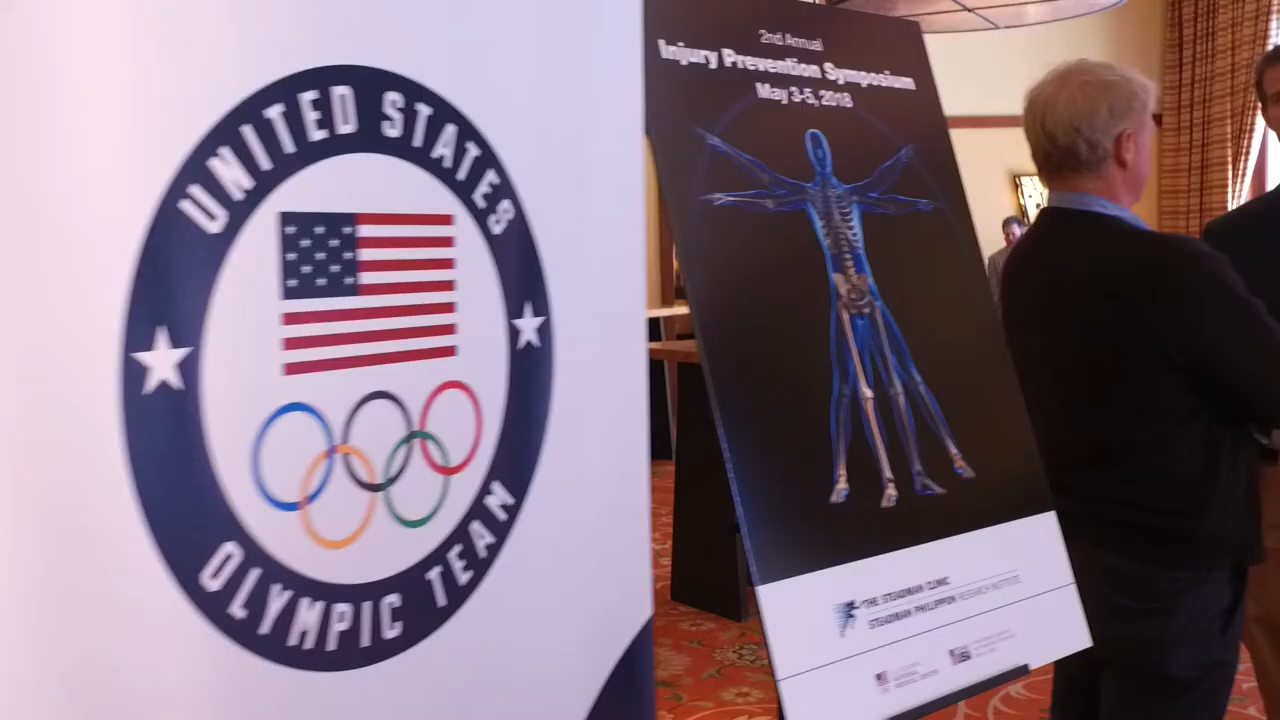 UNITED STATES
OLYMPIC TEAM
2nd Annual
Injury Prevention Symposium
May 3-5, 2018
THE STEADMAN CLINIC
STEADMAN PHILIPPON RESEARCH INSTITUTE